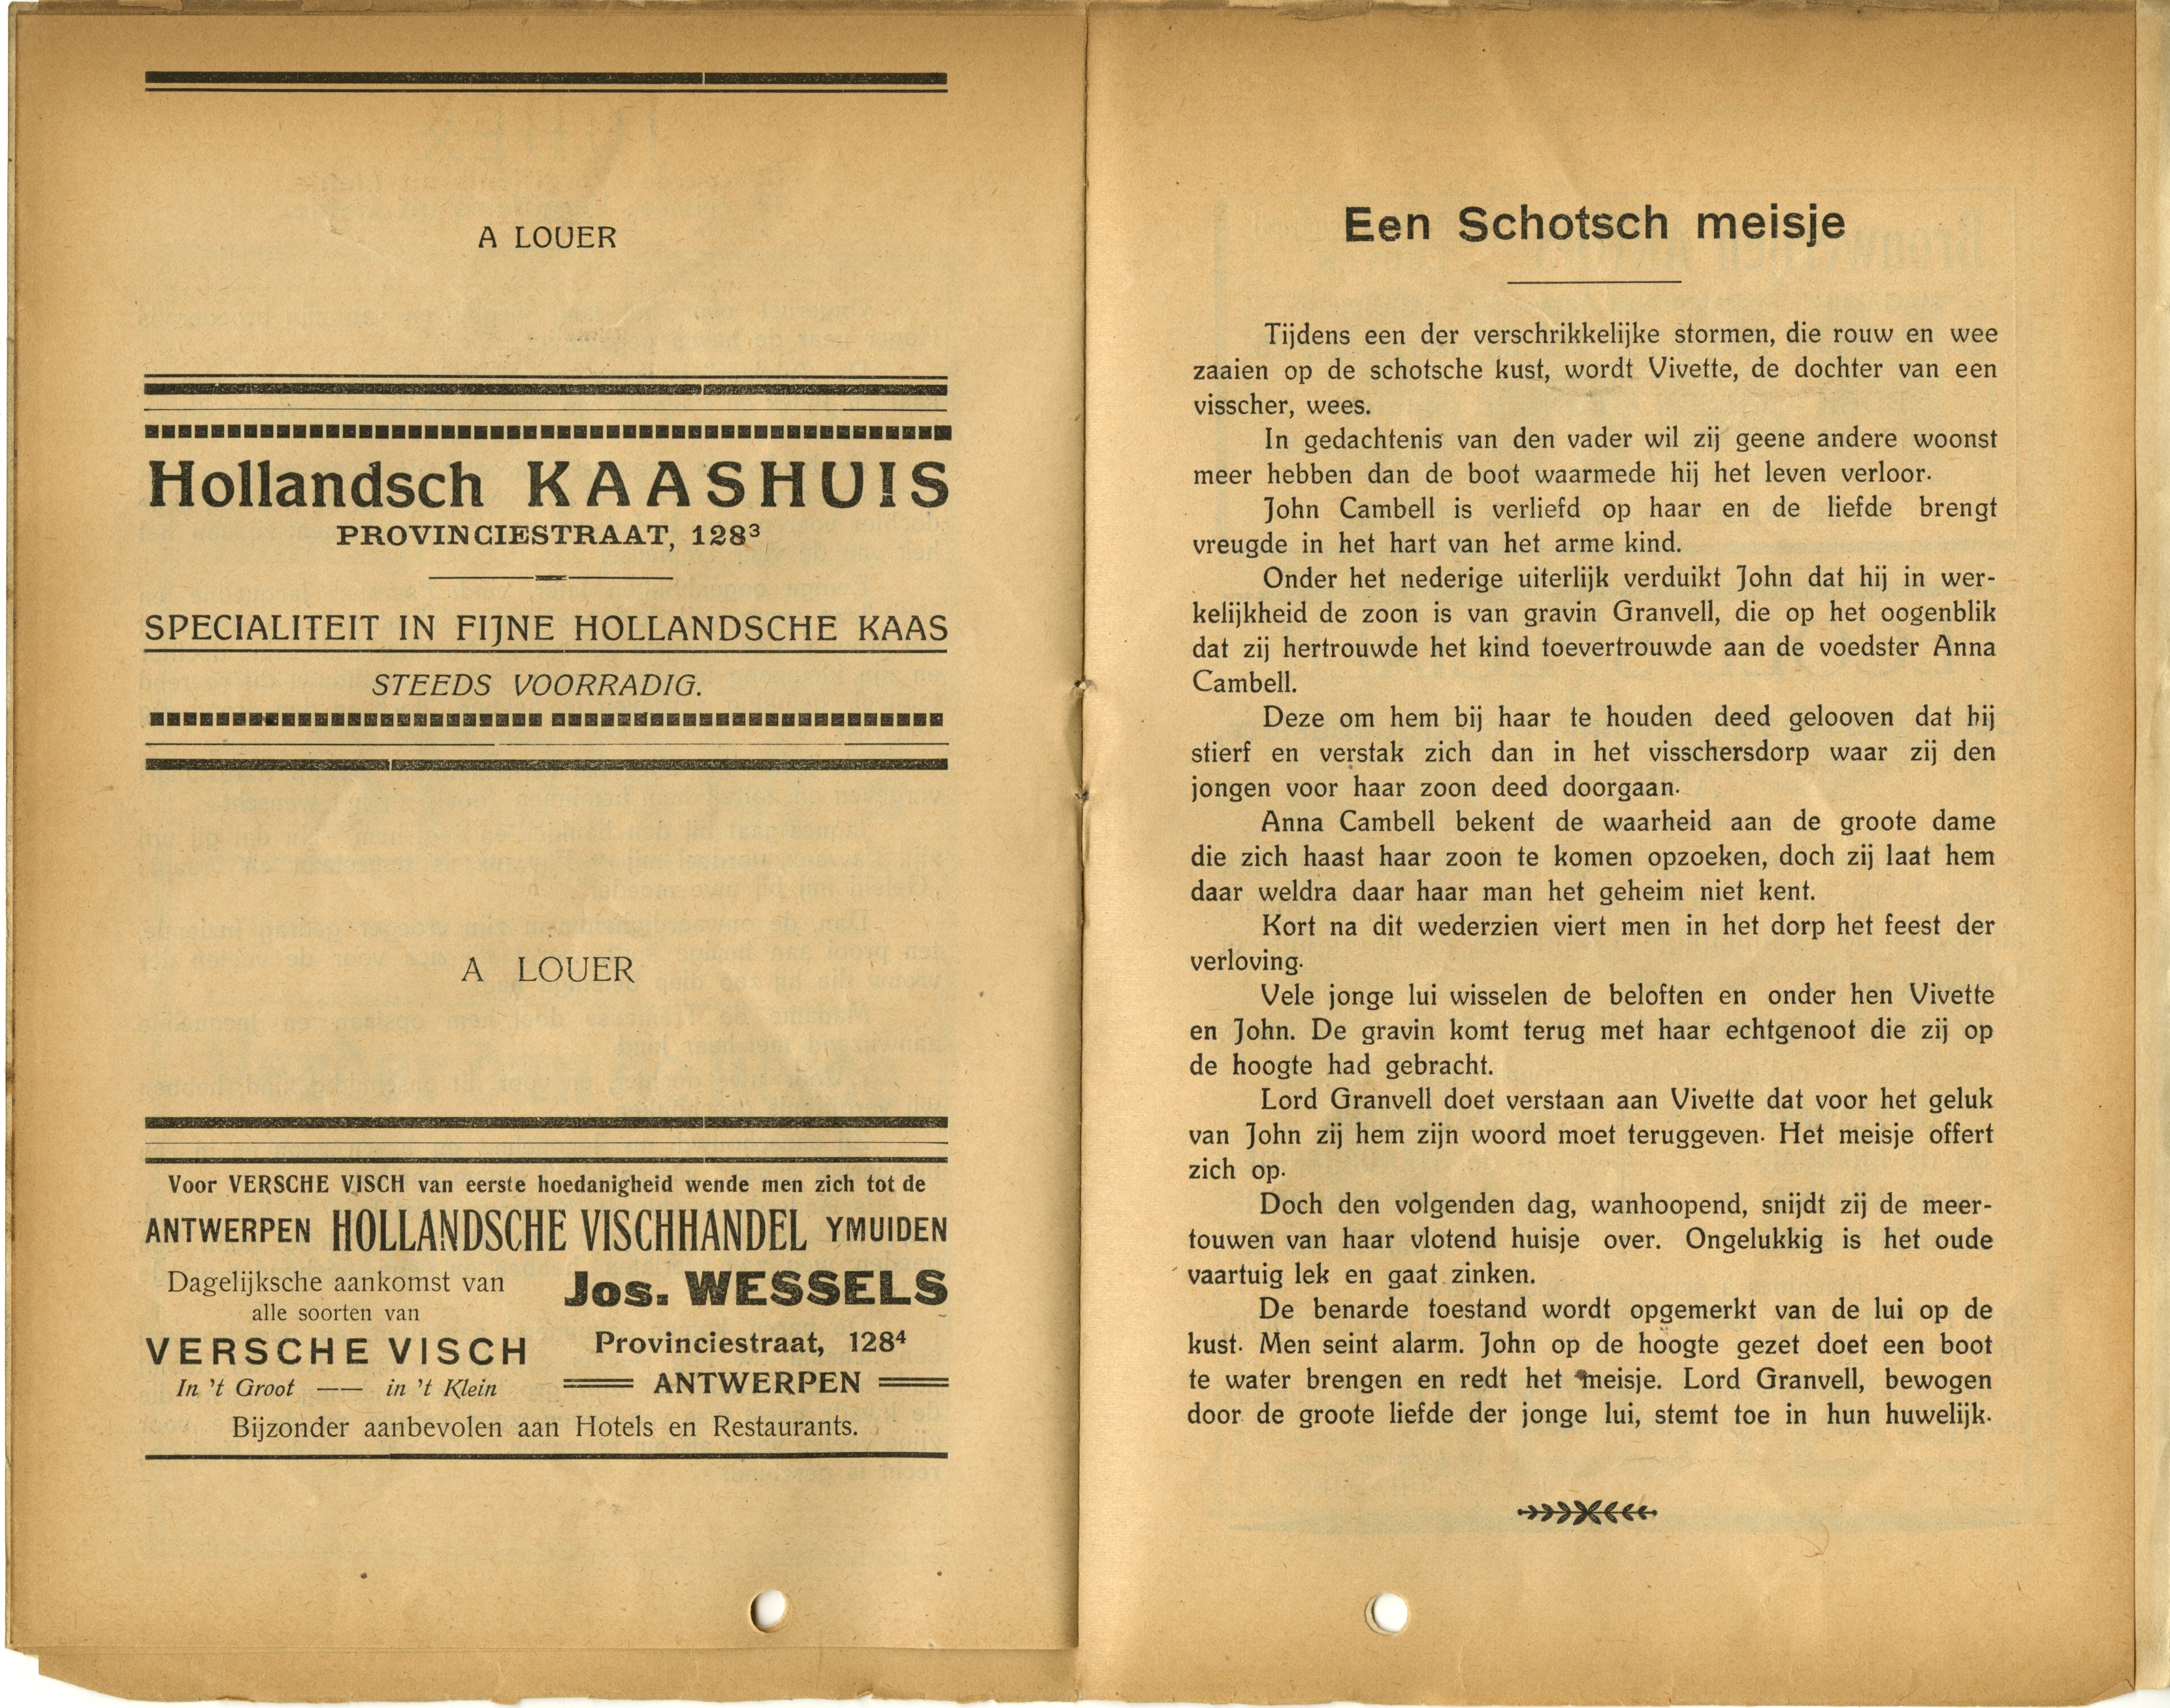 A LOUER
Hollandsch KAASHUIS
PROVINCIESTRAAT, 128³
SPECIALITEIT IN FIJNE HOLLANDSCHE KAAS
STEEDS VOORRADIG.
A LOUER
Voor VERSCHE VISCH van eerste hoedanigheid wende men zich tot de
ANTWERPEN HOLLANDSCHE VISCHHANDEL YMUIDEN
Dagelijksche aankomst van
alle soorten van
VERSCHE VISCH
In 't Groot —— in 't Klein
Jos. WESSELS
Provinciestraat, 128⁴
ANTWERPEN
Bijzonder aanbevolen aan Hotels en Restaurants.
Een Schotsch meisje
Tijdens een der verschrikkelijke stormen, die rouw en wee
zaaien op de schotsche kust, wordt Vivette, de dochter van een
visscher, wees.
In gedachtenis van den vader wil zij geene andere woonst
meer hebben dan de boot waarmede hij het leven verloor.
John Cambell is verliefd op haar en de liefde brengt
vreugde in het hart van het arme kind.
Onder het nederige uiterlijk verduikt John dat hij in wer-
kelijkheid de zoon is van gravin Granvell, die op het oogenblik
dat zij hertrouwde het kind toevertrouwde aan de voedster Anna
Cambell.
Deze om hem bij haar te houden deed gelooven dat hij
stierf en verstak zich dan in het visschersdorp waar zij den
jongen voor haar zoon deed doorgaan.
Anna Cambell bekent de waarheid aan de groote dame
die zich haast haar zoon te komen opzoeken, doch zij laat hem
daar weldra daar haar man het geheim niet kent.
Kort na dit wederzien viert men in het dorp het feest der
verloving.
Vele jonge lui wisselen de beloften en onder hen Vivette
en John. De gravin komt terug met haar echtgenoot die zij op
de hoogte had gebracht.
Lord Granvell doet verstaan aan Vivette dat voor het geluk
van John zij hem zijn woord moet teruggeven. Het meisje offert
zich op.
Doch den volgenden dag, wanhoopend, snijdt zij de meer-
touwen van haar vlotend huisje over. Ongelukkig is het oude
vaartuig lek en gaat zinken.
De benarde toestand wordt opgemerkt van de lui op de
kust. Men seint alarm. John op de hoogte gezet doet een boot
te water brengen en redt het meisje. Lord Granvell, bewogen
door de groote liefde der jonge lui, stemt toe in hun huwelijk.